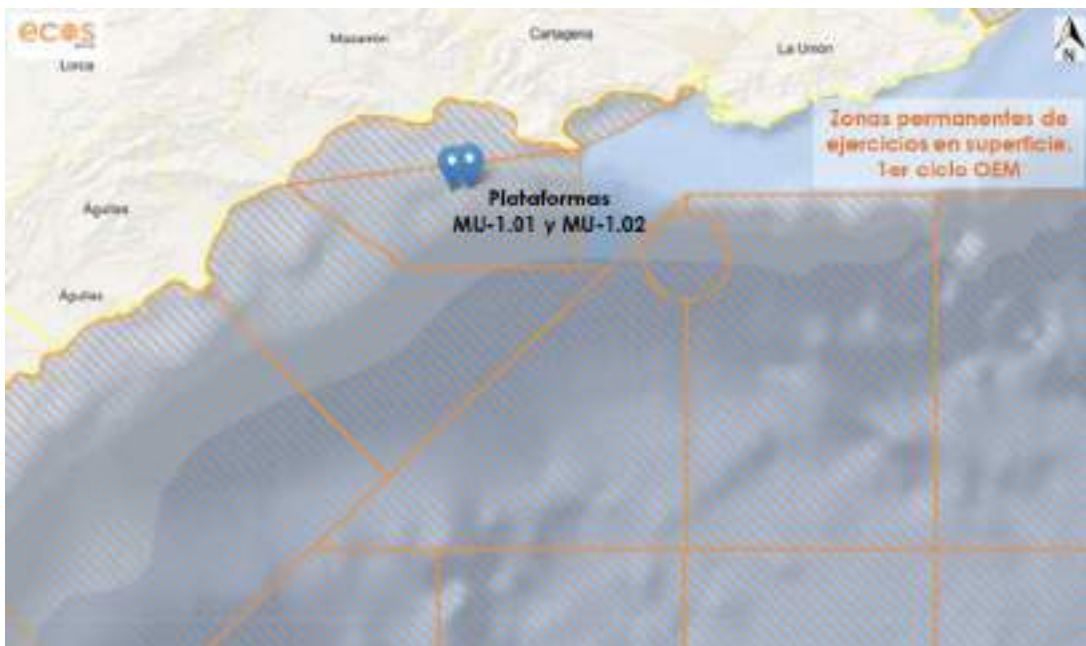 ecos
Mazarrón
Cartagena
La Unión
Lorca
N
Zonas permanentes de
ejercicios en superficie.
1er ciclo OEM
Plataformas
MU-1.01 y MU-1.02
Águilas
Águilas